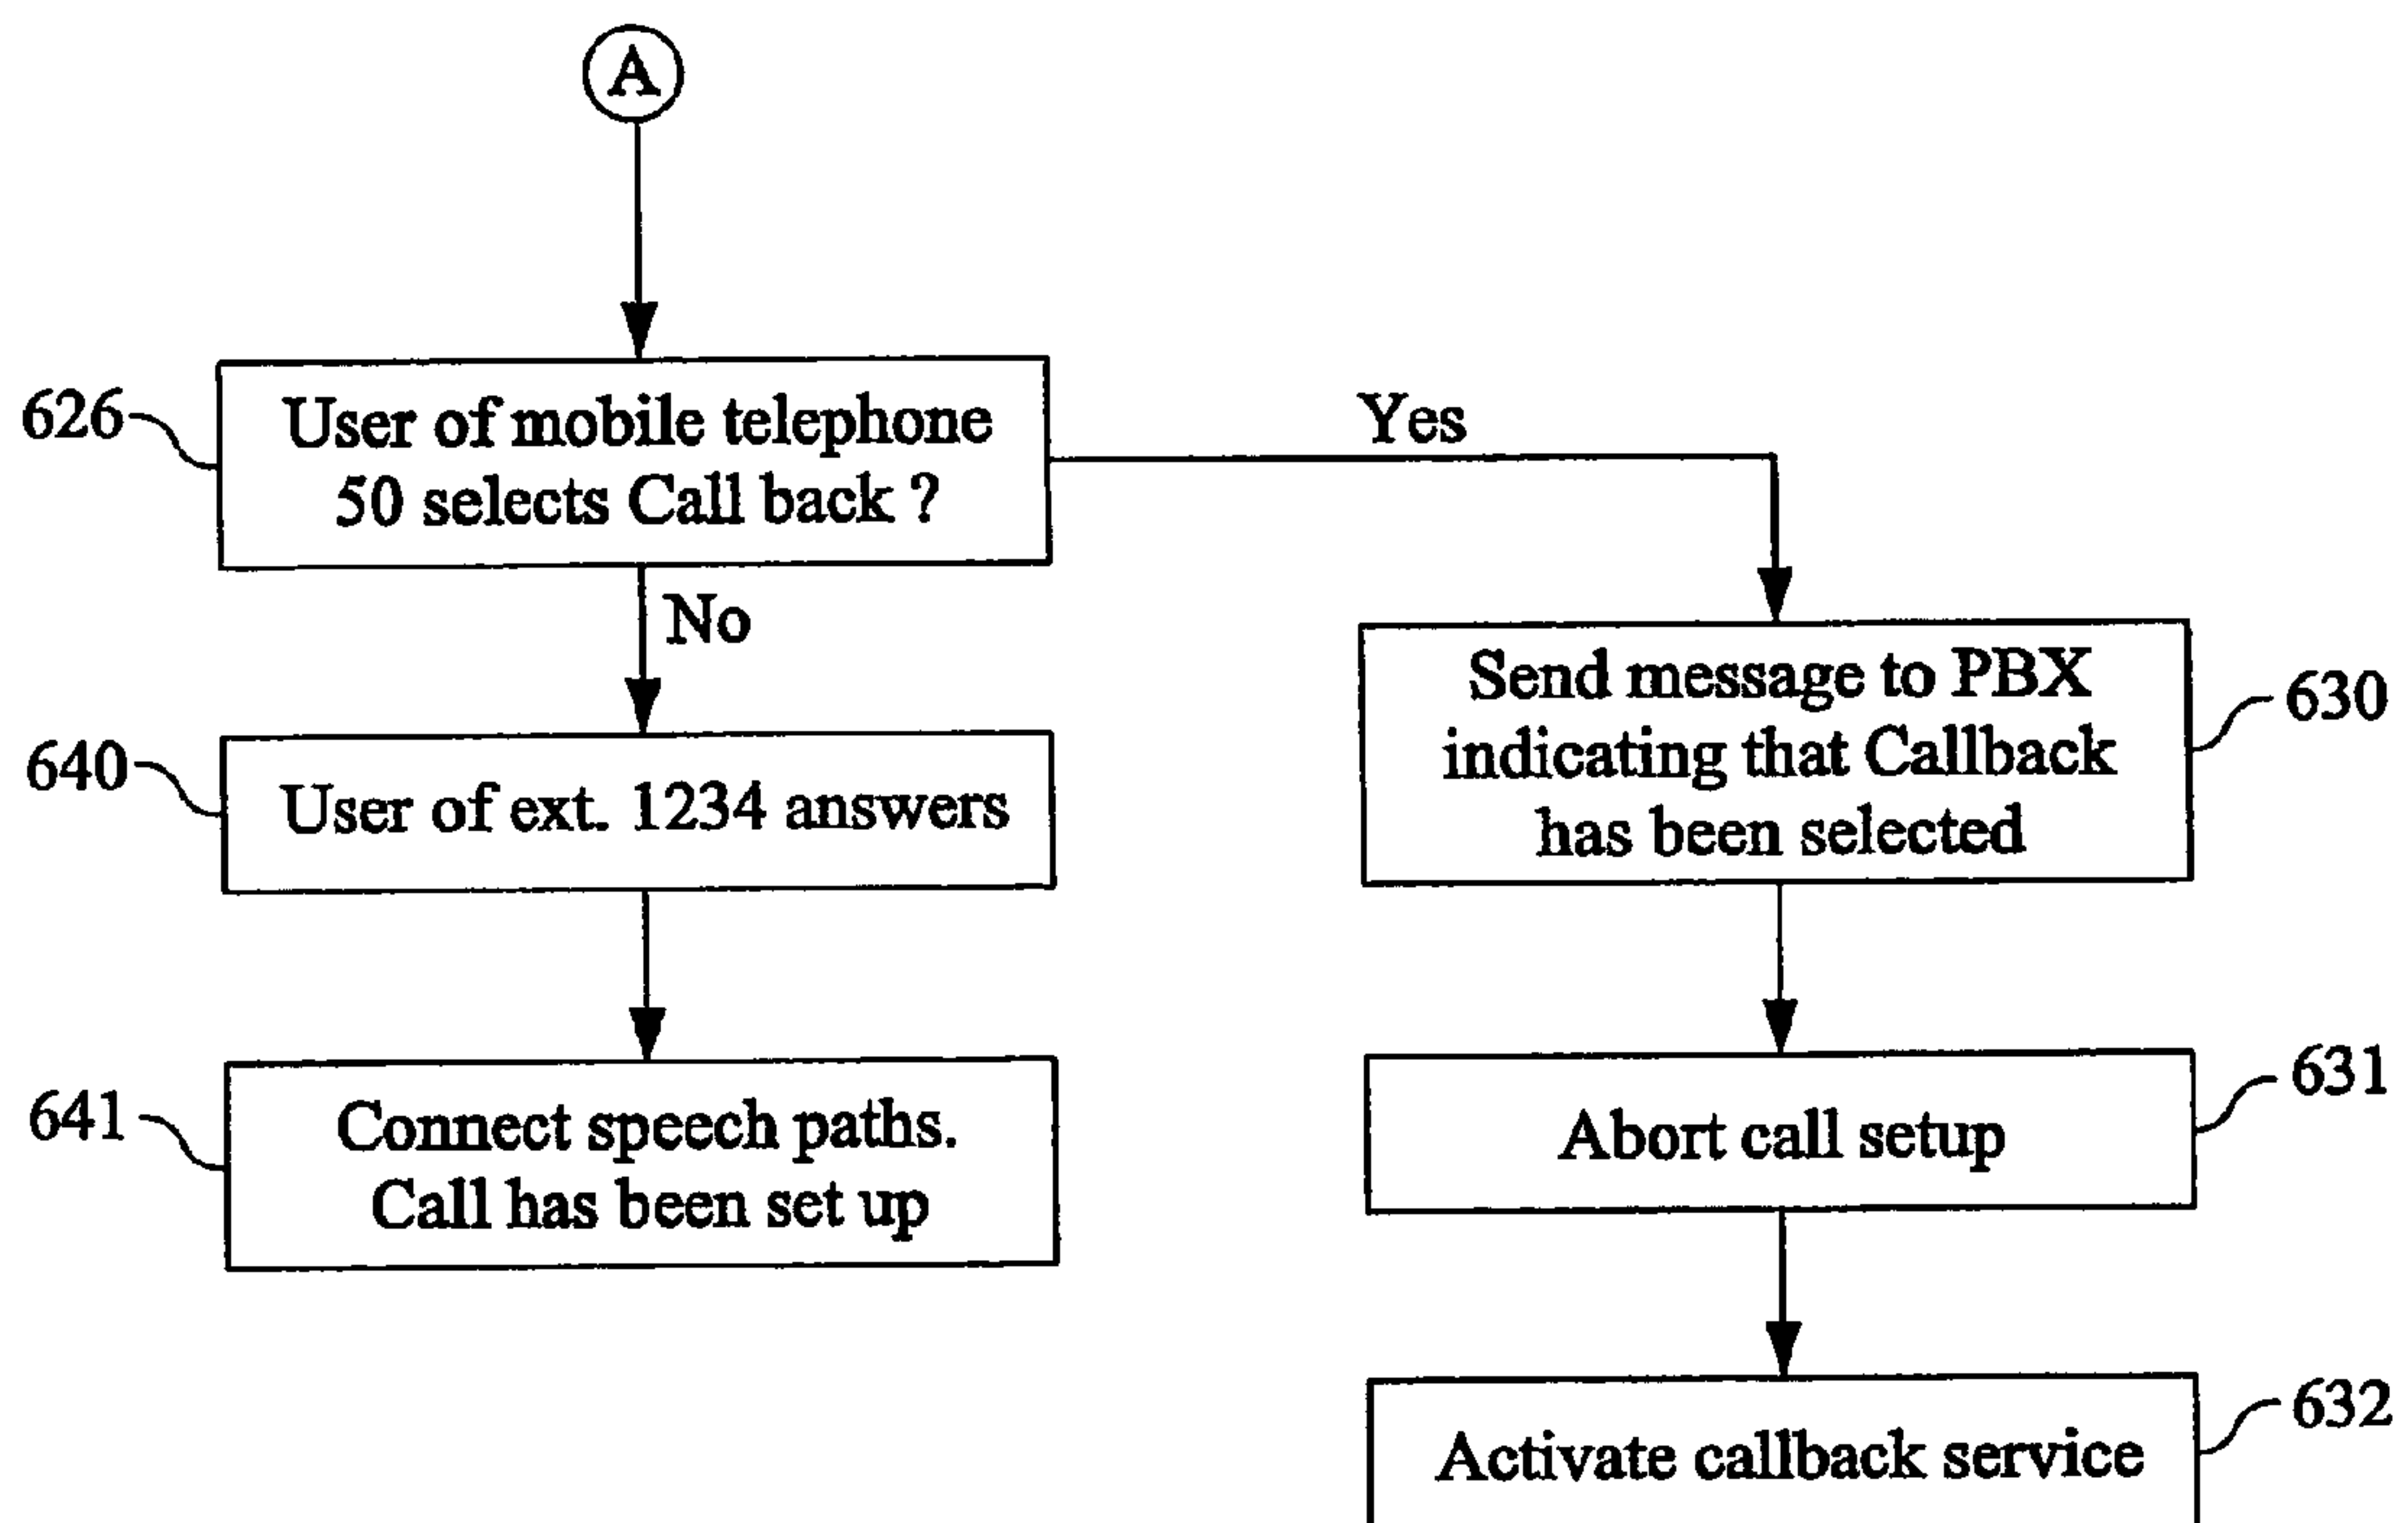 A
626
User of mobile telephone
50 selects Call back ?
Yes
No
Send message to PBX
indicating that Callback
has been selected
630
640
User of ext. 1234 answers
631
Abort call setup
641
Connect speech paths.
Call has been set up
632
Activate callback service